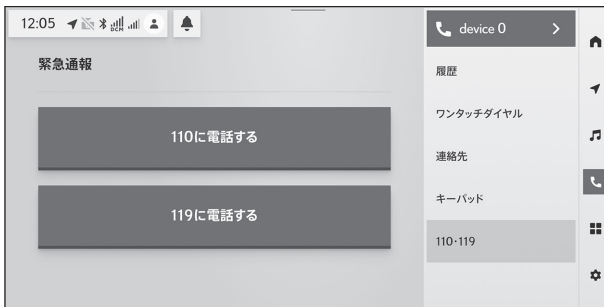 12:05
DCM
緊急通報
110に電話する
119に電話する
device 0
履歴
ワンタッチダイヤル
連絡先
キーパッド
110・119